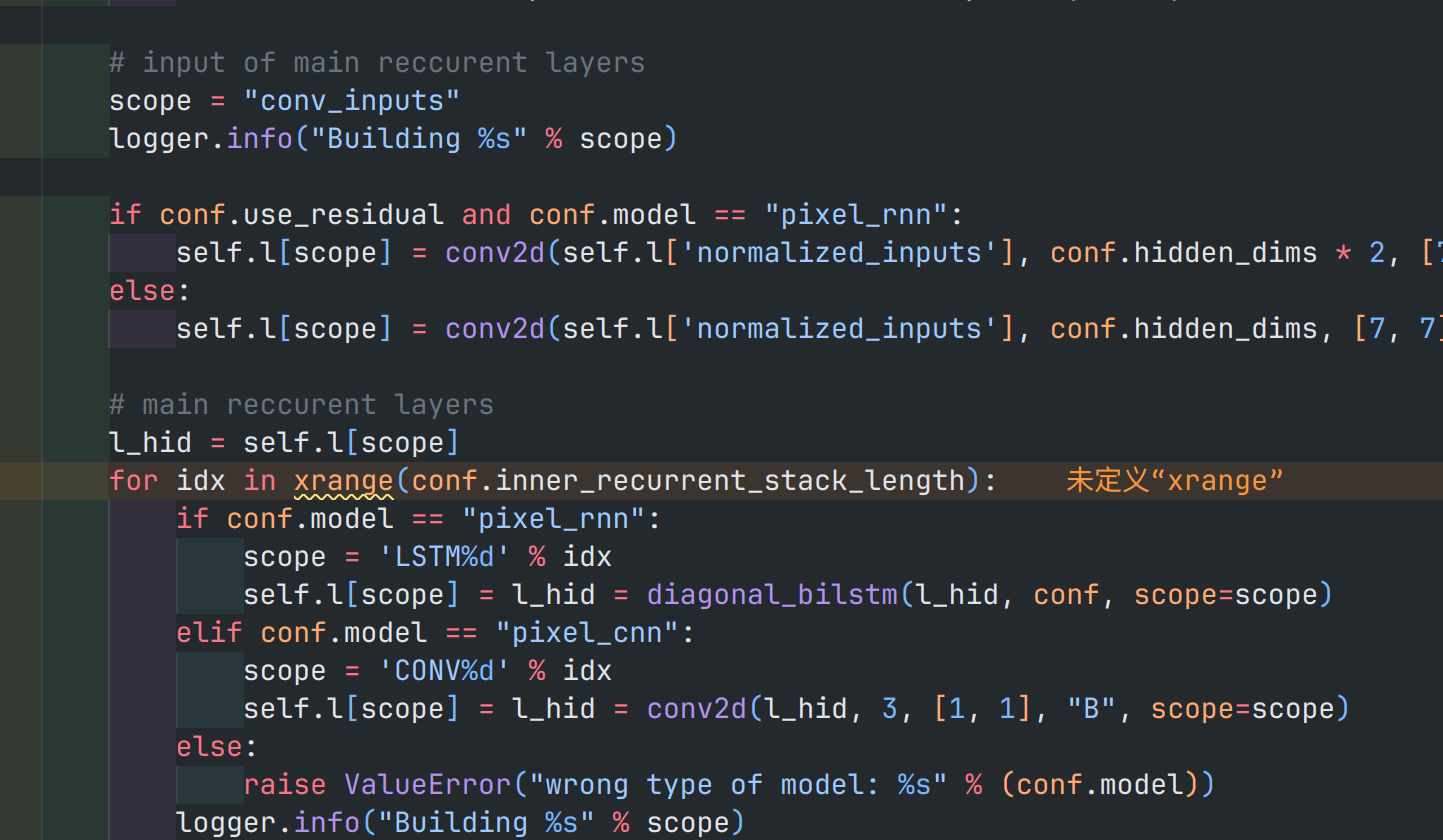 # input of main reccurent layers
scope = "conv_inputs"
logger.info("Building %s" % scope)
if conf.use_residual and conf.model == "pixel_rnn":
self.l[scope] = conv2d(self.l['normalized_inputs'], conf.hidden_dims * 2, [7
else:
self.l[scope] = conv2d(self.l['normalized_inputs'], conf.hidden_dims, [7, 7]
# main reccurent layers
l_hid = self.l[scope]
for idx in xrange(conf.inner_recurrent_stack_length): 未定义“xrange”
if conf.model == "pixel_rnn":
scope = 'LSTM%d' % idx
self.l[scope] = l_hid = diagonal_bilstm(l_hid, conf, scope=scope)
elif conf.model == "pixel_cnn":
scope = 'CONV%d' % idx
self.l[scope] = l_hid = conv2d(l_hid, 3, [1, 1], "B", scope=scope)
else:
raise ValueError("wrong type of model: %s" % (conf.model))
logger.info("Building %s" % scope)